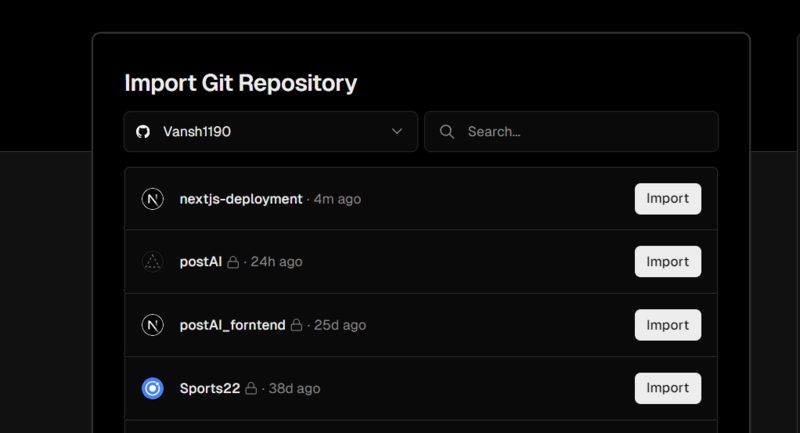 Import Git Repository
Vansh1190
Search...
nextjs-deployment · 4m ago
Import
postAI · 24h ago
Import
postAI_forntend · 25d ago
Import
Sports22 · 38d ago
Import